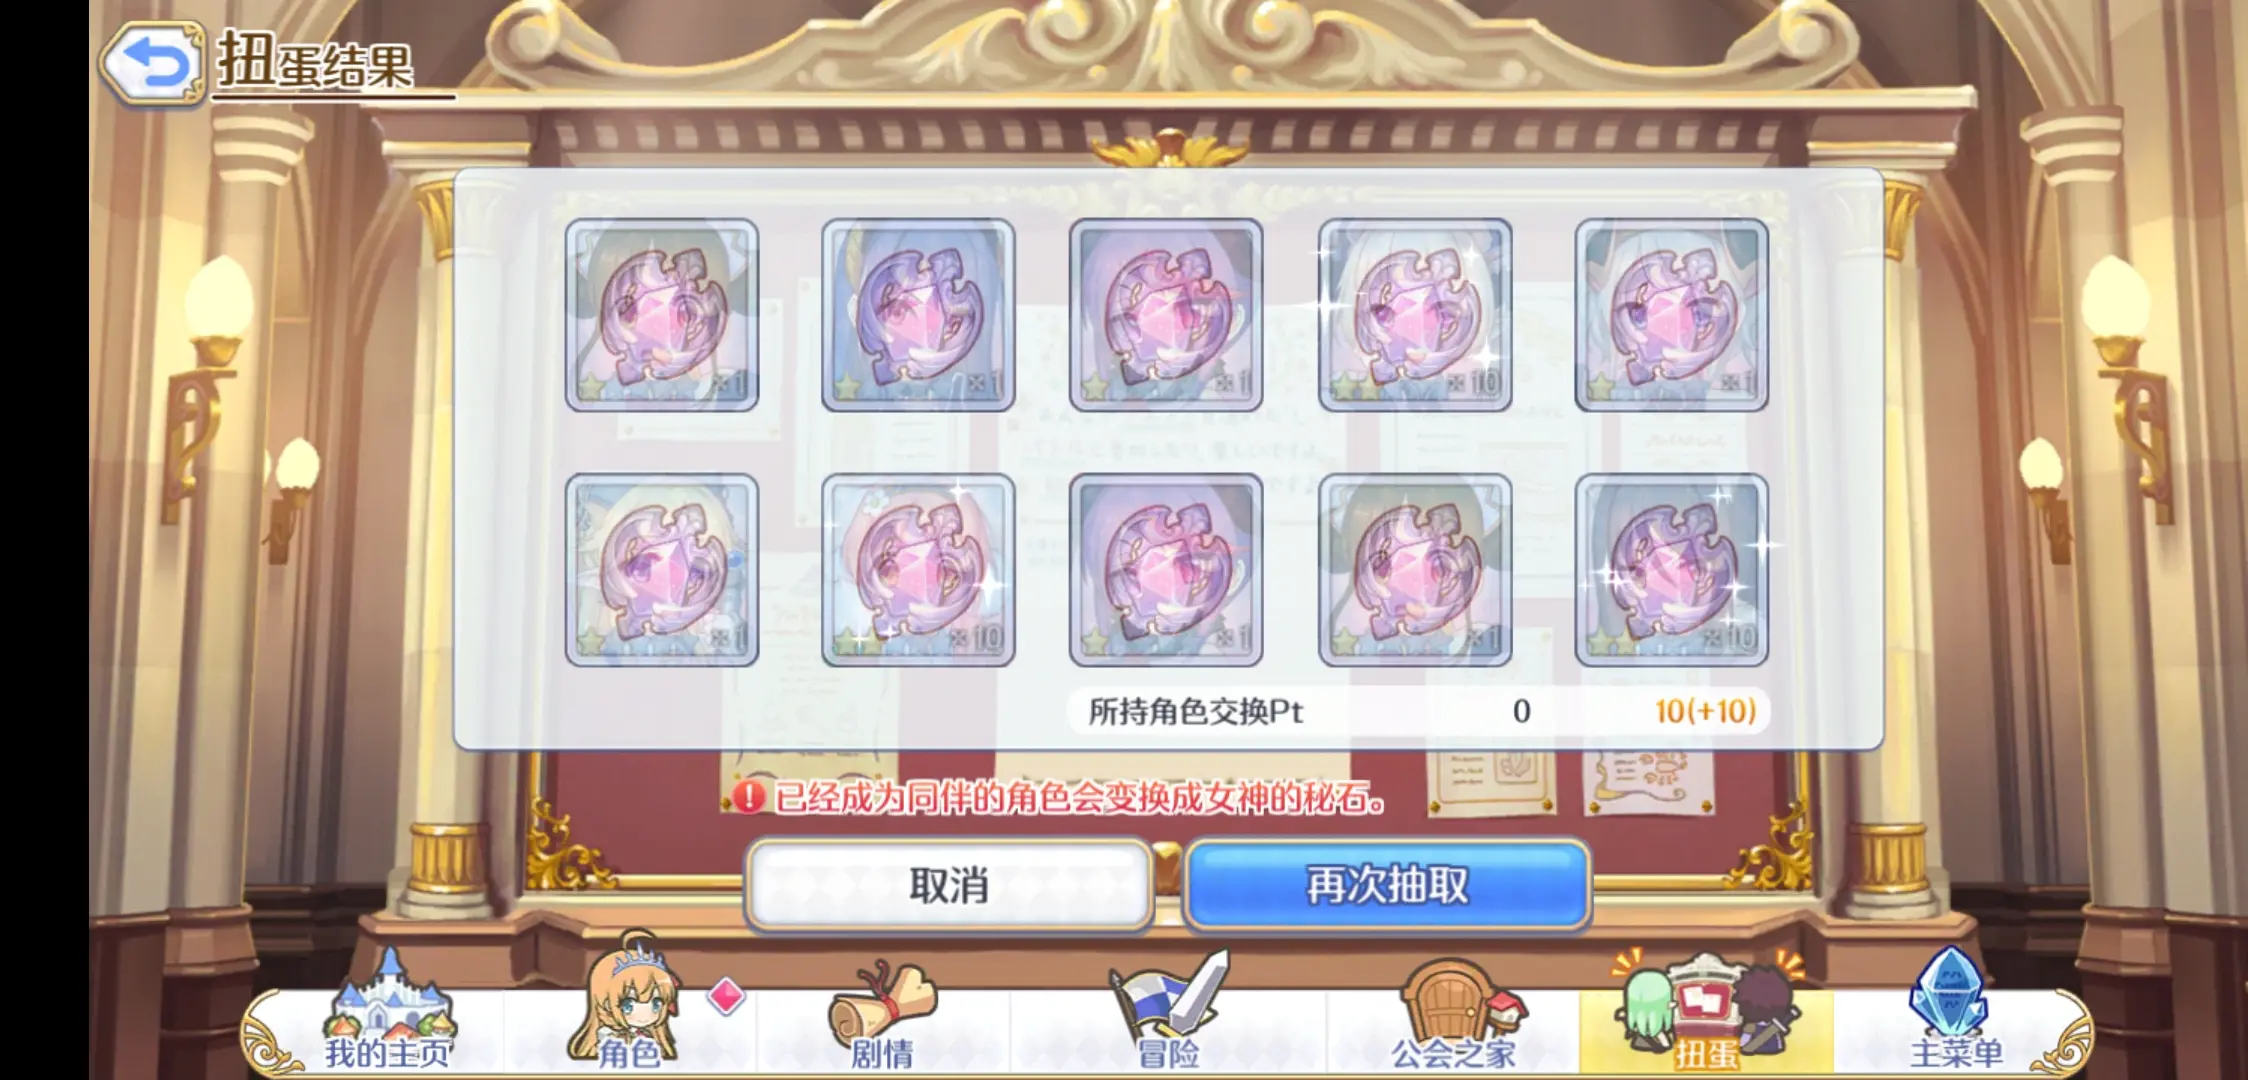 扭蛋结果
×1
×1
×1
×10
×1
×1
×10
×1
×1
×10
所持角色交换Pt 0 10(+10)
已经成为同伴的角色会变换成女神的秘石。
取消
再次抽取
我的主页
角色
剧情
冒险
公会之家
扭蛋
主菜单